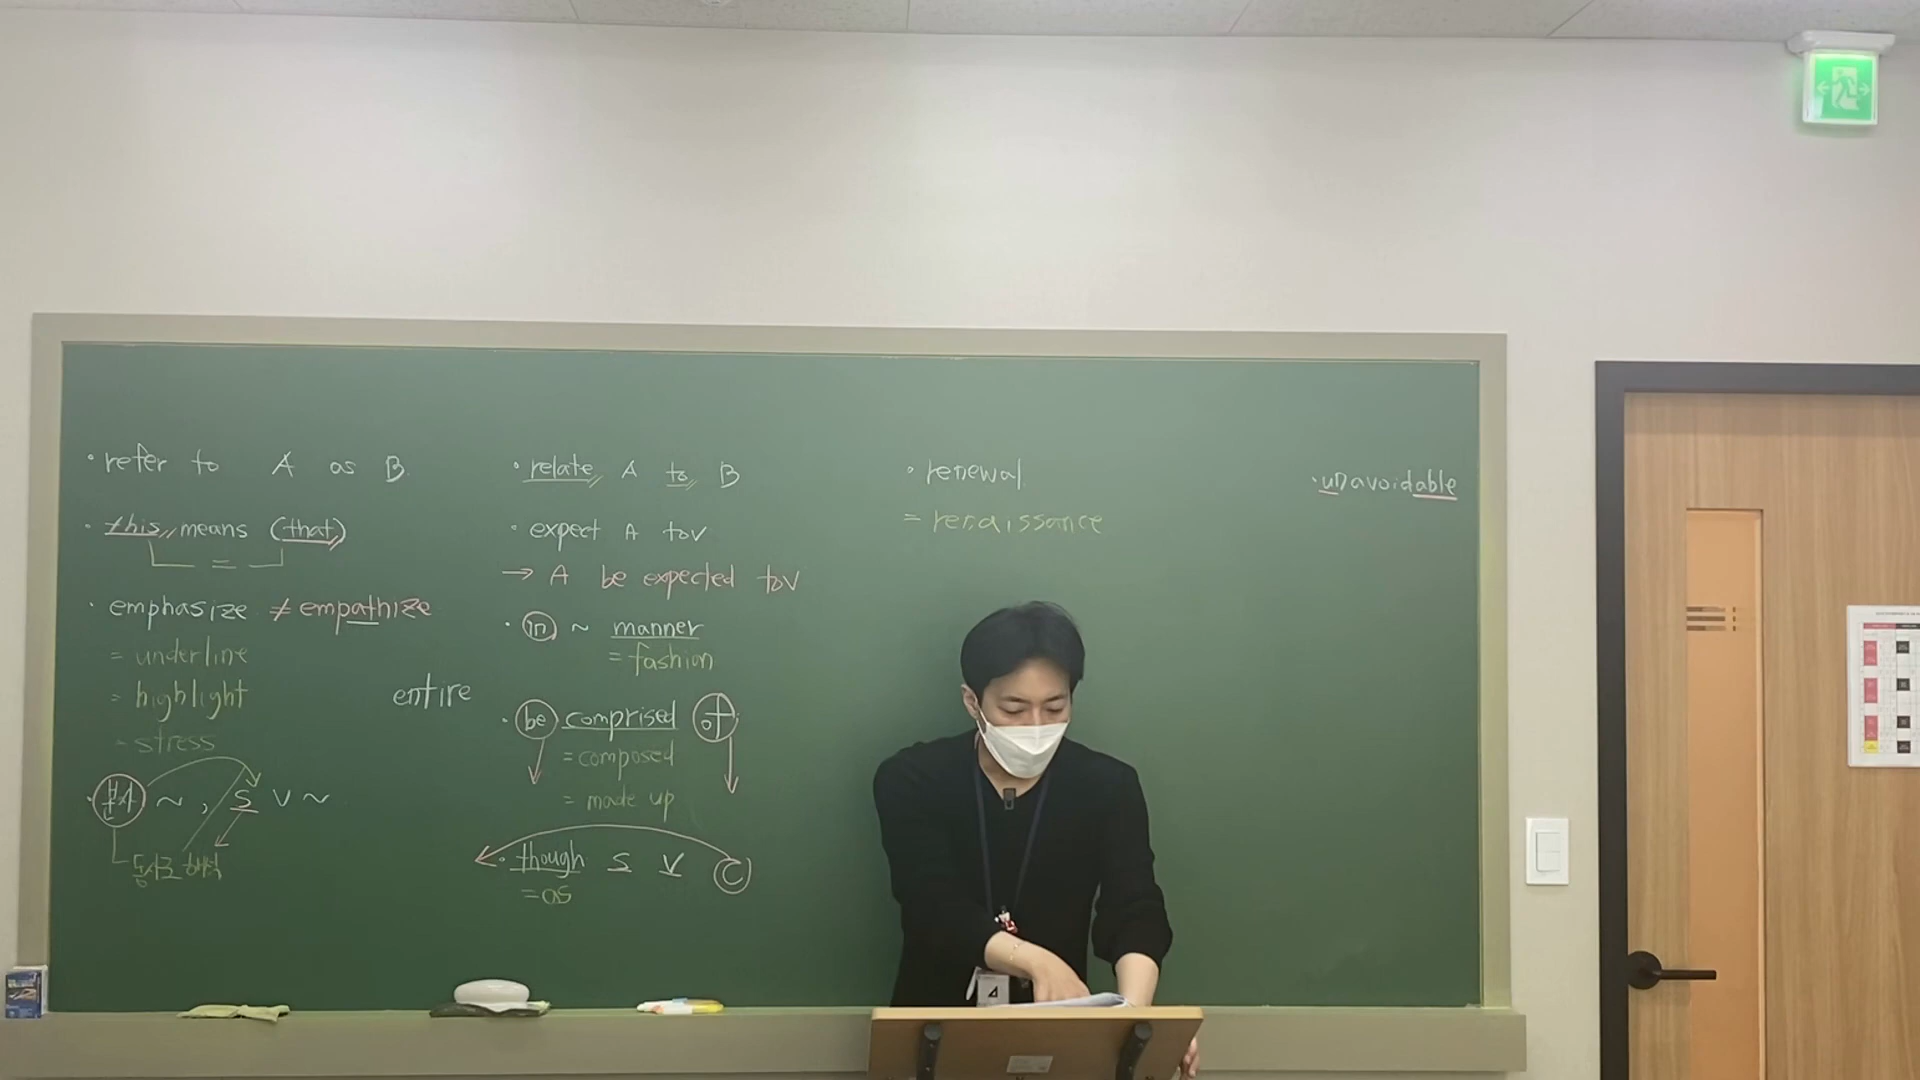 · refer to A as B
· this means (that)
=
· emphasize ≠ empathize
= underline
= highlight
= stress
· 분사 ~ , S V ~
동시로 해석
entire
· relate A to B
· expect A to V
→ A be expected to V
· in ~ manner
= fashion
· be comprised of
= composed
= made up
· though S V C
= as
· renewal
= renaissance
· unavoidable